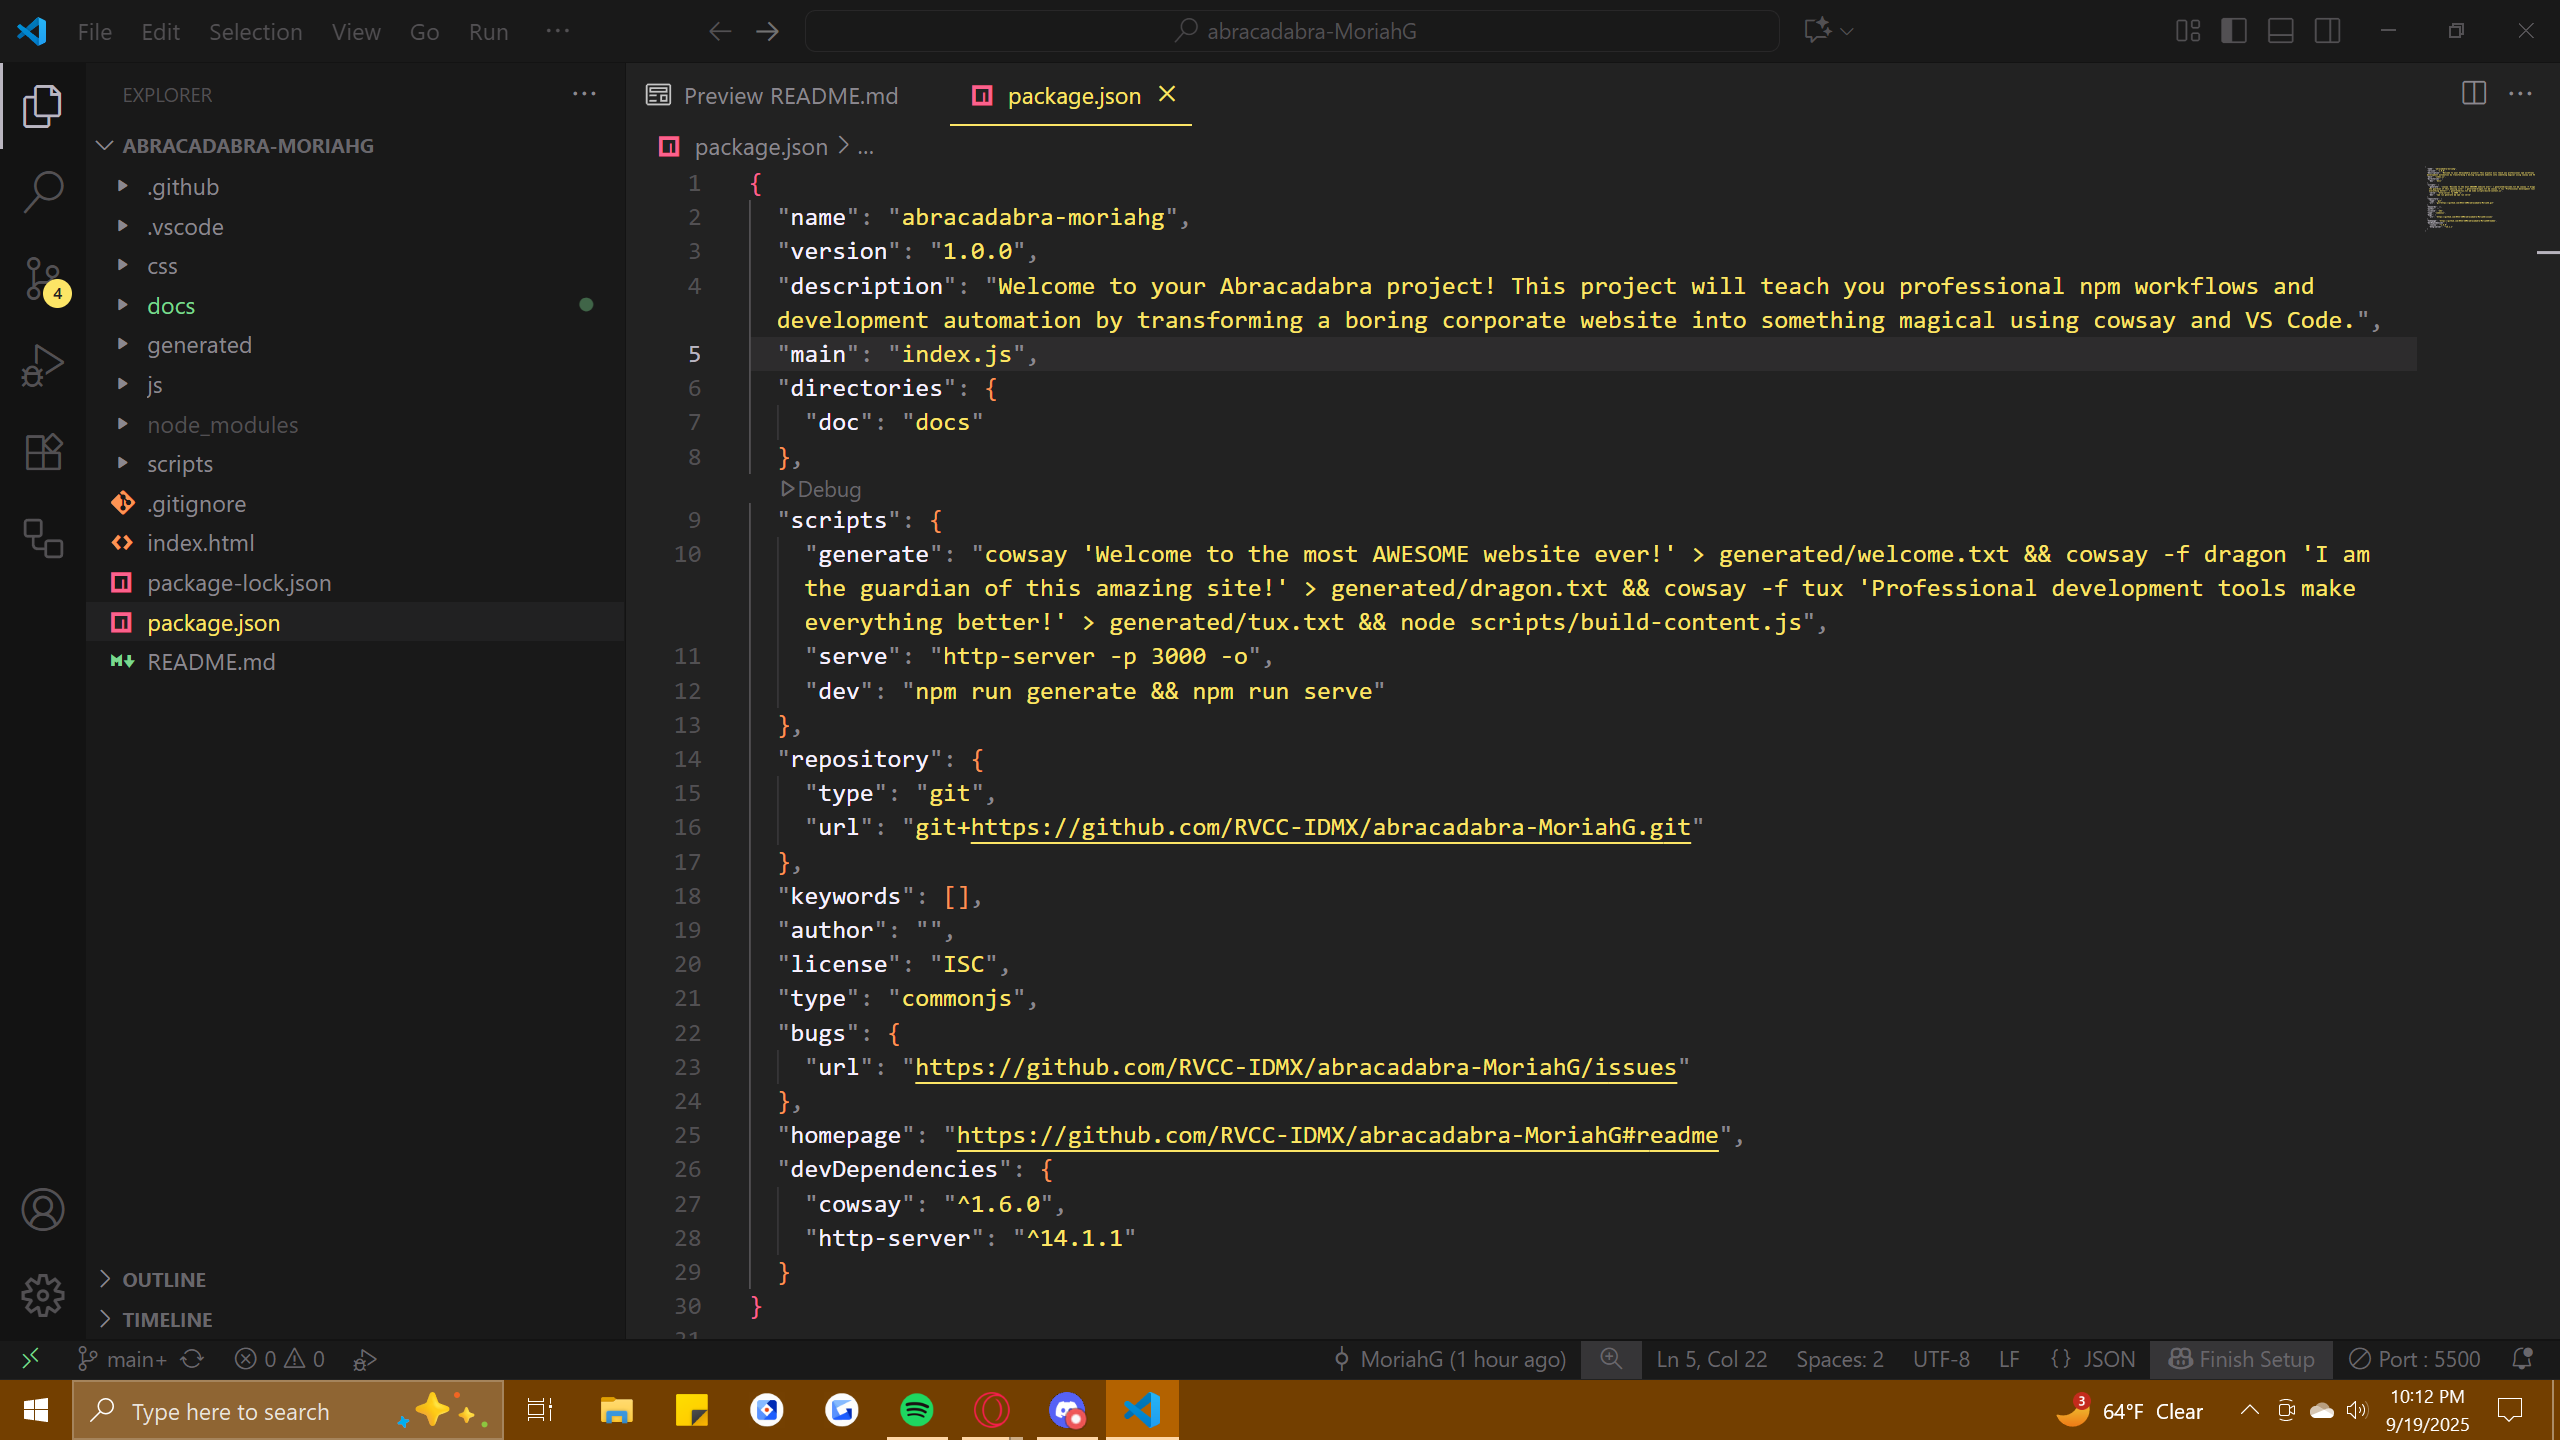 File Edit Selection View Go Run ···
abracadabra-MoriahG
EXPLORER
ABRACADABRA-MORIAHG
.github
.vscode
css
docs
generated
js
node_modules
scripts
.gitignore
index.html
package-lock.json
package.json
README.md
OUTLINE
TIMELINE
4
Preview README.md
package.json
package.json > ...
1 {
2 "name": "abracadabra-moriahg",
3 "version": "1.0.0",
4 "description": "Welcome to your Abracadabra project! This project will teach you professional npm workflows and
development automation by transforming a boring corporate website into something magical using cowsay and VS Code.",
5 "main": "index.js",
6 "directories": {
7 "doc": "docs"
8 },
Debug
9 "scripts": {
10 "generate": "cowsay 'Welcome to the most AWESOME website ever!' > generated/welcome.txt && cowsay -f dragon 'I am
the guardian of this amazing site!' > generated/dragon.txt && cowsay -f tux 'Professional development tools make
everything better!' > generated/tux.txt && node scripts/build-content.js",
11 "serve": "http-server -p 3000 -o",
12 "dev": "npm run generate && npm run serve"
13 },
14 "repository": {
15 "type": "git",
16 "url": "git+https://github.com/RVCC-IDMX/abracadabra-MoriahG.git"
17 },
18 "keywords": [],
19 "author": "",
20 "license": "ISC",
21 "type": "commonjs",
22 "bugs": {
23 "url": "https://github.com/RVCC-IDMX/abracadabra-MoriahG/issues"
24 },
25 "homepage": "https://github.com/RVCC-IDMX/abracadabra-MoriahG#readme",
26 "devDependencies": {
27 "cowsay": "^1.6.0",
28 "http-server": "^14.1.1"
29 }
30 }
main+ 0 0 MoriahG (1 hour ago) Ln 5, Col 22 Spaces: 2 UTF-8 LF {} JSON Finish Setup Port : 5500
Type here to search
3 64°F Clear
10:12 PM
9/19/2025